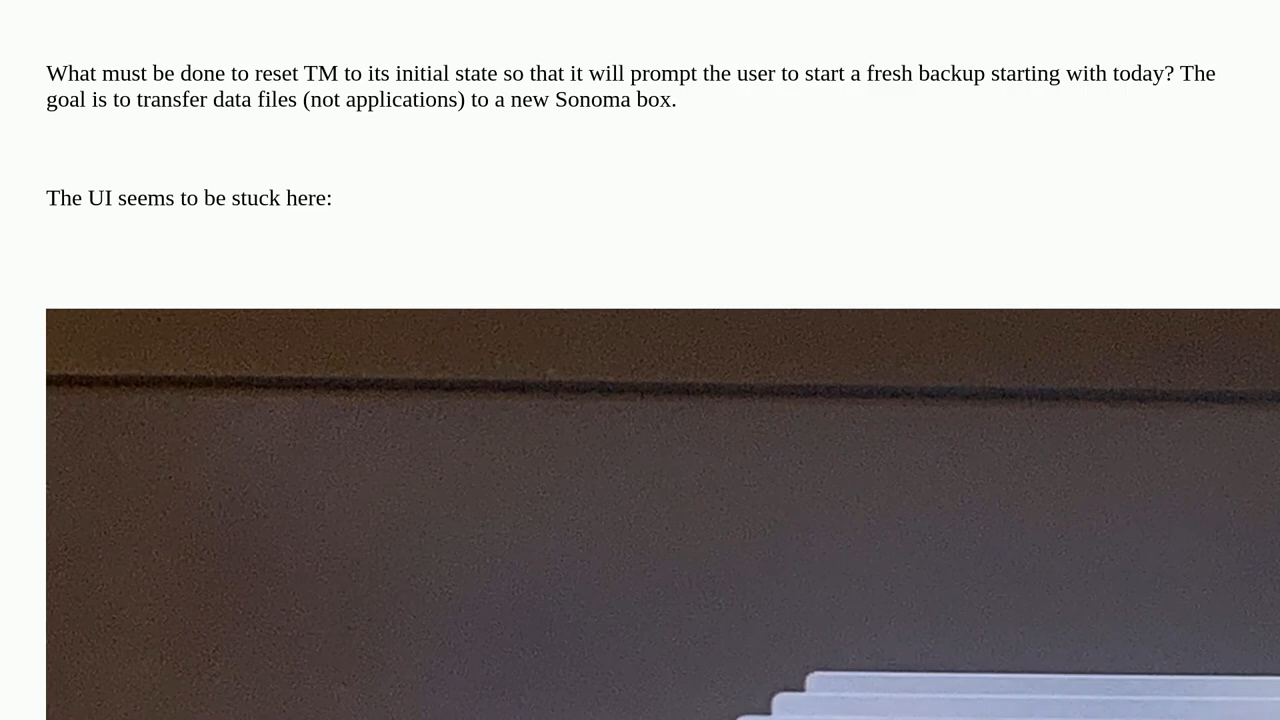 What must be done to reset TM to its initial state so that it will prompt the user to start a fresh backup starting with today? The
goal is to transfer data files (not applications) to a new Sonoma box.
The UI seems to be stuck here: